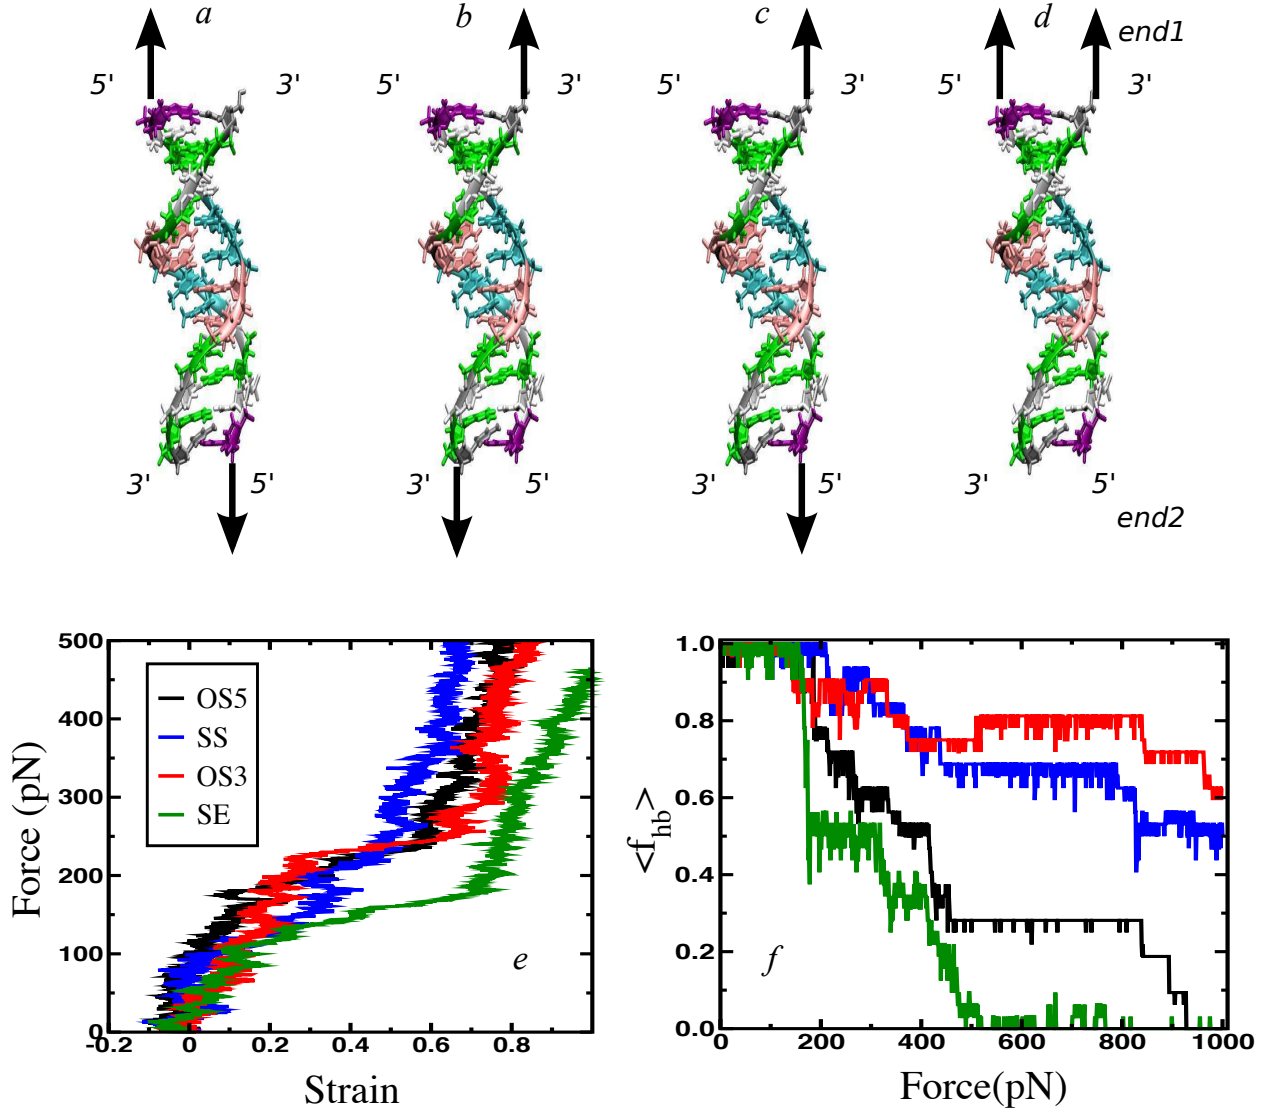 a b c d end1
5' 3' 5' 3' 5' 3' 5' 3'
3' 5' 3' 5' 3' 5' 3' 5'
end2
500
400
300
200
100
0
Force (pN)
OS5
SS
OS3
SE
e
-0.2 0 0.2 0.4 0.6 0.8
Strain
1.0
0.8
0.6
0.4
0.2
0.0
<f_hb>
f
0 200 400 600 800 1000
Force(pN)